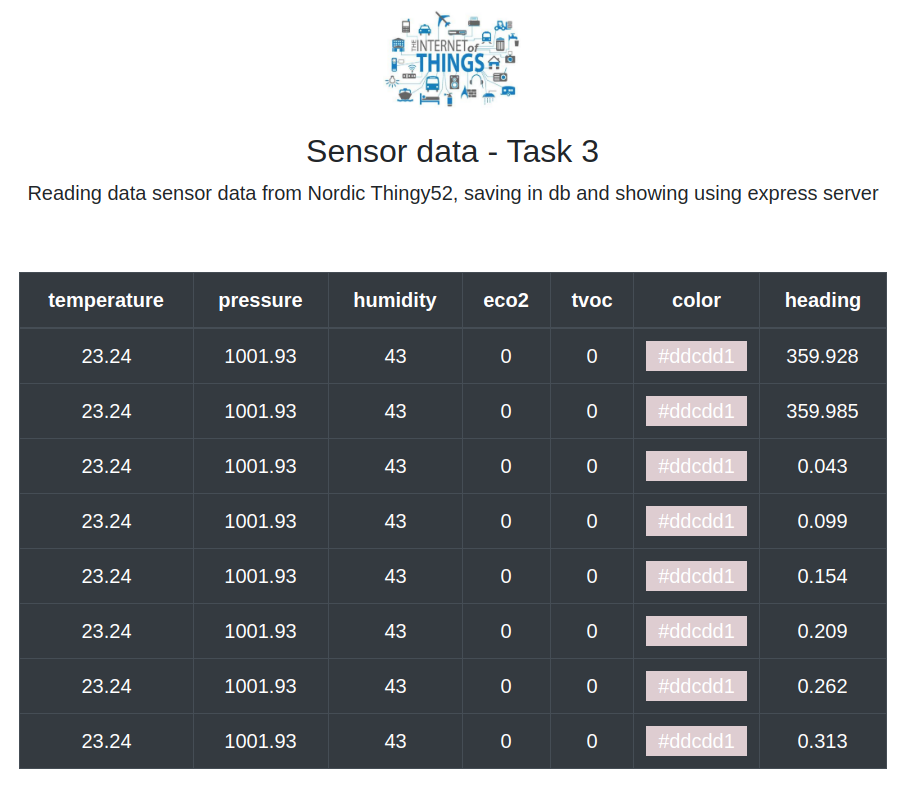 THE INTERNET of
THINGS
Sensor data - Task 3
Reading data sensor data from Nordic Thingy52, saving in db and showing using express server
temperature pressure humidity eco2 tvoc color heading
23.24 1001.93 43 0 0 #ddcdd1 359.928
23.24 1001.93 43 0 0 #ddcdd1 359.985
23.24 1001.93 43 0 0 #ddcdd1 0.043
23.24 1001.93 43 0 0 #ddcdd1 0.099
23.24 1001.93 43 0 0 #ddcdd1 0.154
23.24 1001.93 43 0 0 #ddcdd1 0.209
23.24 1001.93 43 0 0 #ddcdd1 0.262
23.24 1001.93 43 0 0 #ddcdd1 0.313